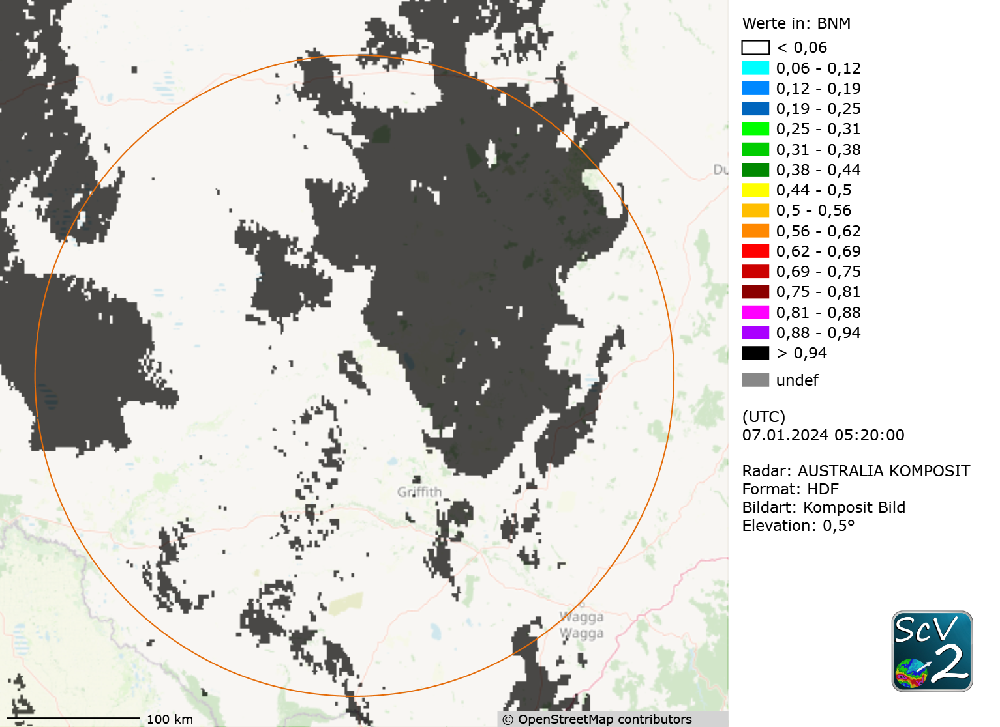 Werte in: BNM
< 0,06
0,06 - 0,12
0,12 - 0,19
0,19 - 0,25
0,25 - 0,31
0,31 - 0,38
0,38 - 0,44
0,44 - 0,5
0,5 - 0,56
0,56 - 0,62
0,62 - 0,69
0,69 - 0,75
0,75 - 0,81
0,81 - 0,88
0,88 - 0,94
> 0,94
undef
(UTC)
07.01.2024 05:20:00
Radar: AUSTRALIA KOMPOSIT
Format: HDF
Bildart: Komposit Bild
Elevation: 0,5°
Du
Griffith
Wagga
Wagga
ScV
2
100 km
© OpenStreetMap contributors